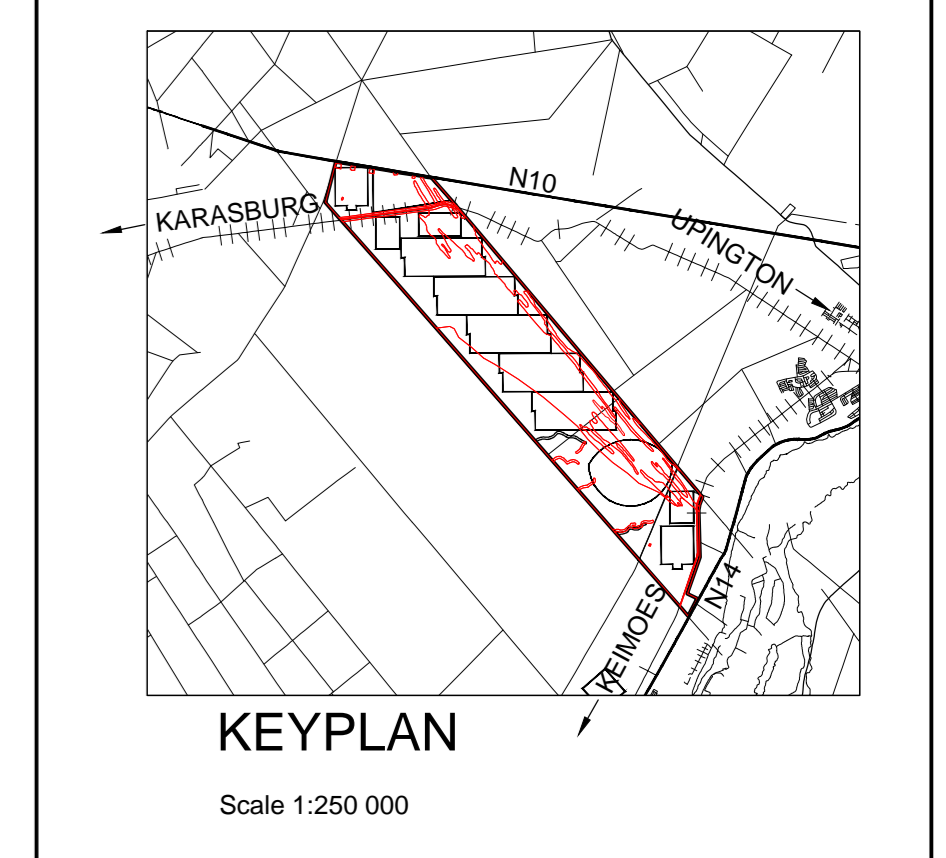 N10
KARASBURG
UPINGTON
N14
KEIMOES
KEYPLAN
Scale 1:250 000